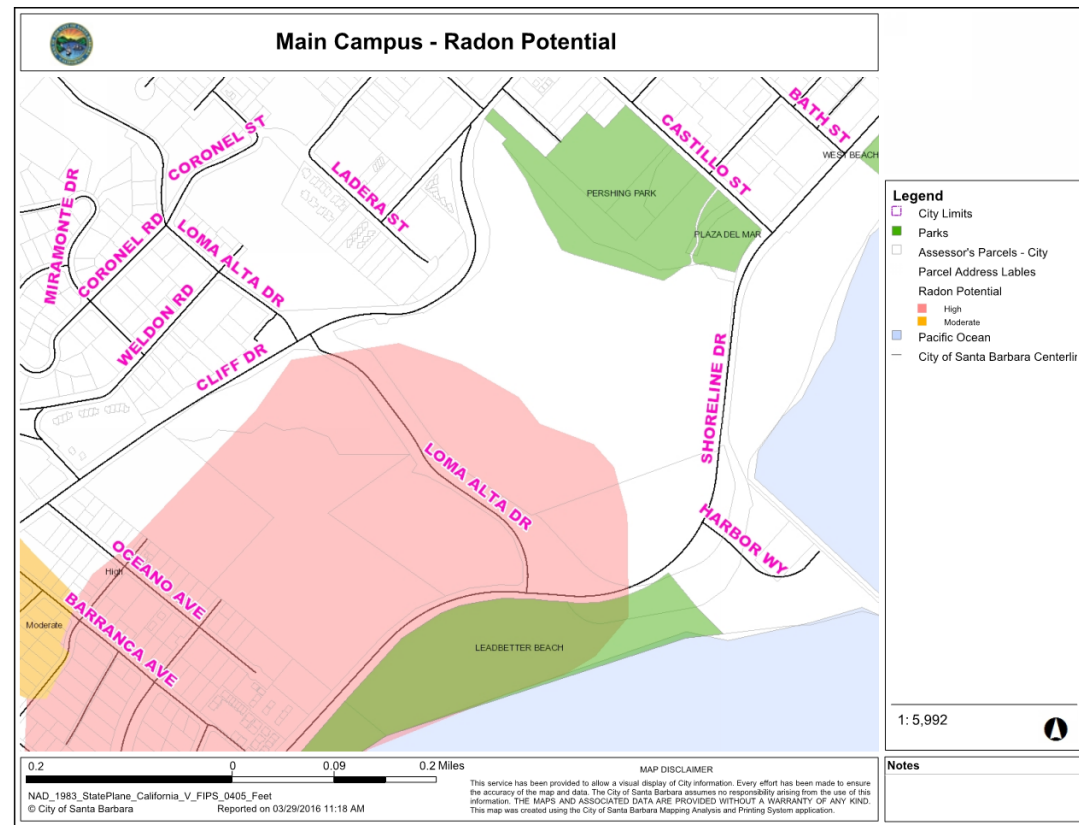 Main Campus - Radon Potential
BATH ST
CASTILLO ST
WEST BEACH
CORONEL ST
LADERA ST
PERSHING PARK
PLAZA DEL MAR
MIRAMONTE DR
CORONEL RD
LOMA ALTA DR
WELDON RD
CLIFF DR
SHORELINE DR
LOMA ALTA DR
HARBOR WY
OCEANO AVE
High
BARRANCA AVE
Moderate
LEADBETTER BEACH
Legend
City Limits
Parks
Assessor's Parcels - City
Parcel Address Lables
Radon Potential
High
Moderate
Pacific Ocean
City of Santa Barbara Centerlin
1: 5,992
0.2 0 0.09 0.2 Miles
NAD_1983_StatePlane_California_V_FIPS_0405_Feet
© City of Santa Barbara Reported on 03/29/2016 11:18 AM
MAP DISCLAIMER
This service has been provided to allow a visual display of City information. Every effort has been made to ensure
the accuracy of the map and data. The City of Santa Barbara assumes no responsibility arising from the use of this
information. THE MAPS AND ASSOCIATED DATA ARE PROVIDED WITHOUT A WARRANTY OF ANY KIND.
This map was created using the City of Santa Barbara Mapping Analysis and Printing System application.
Notes